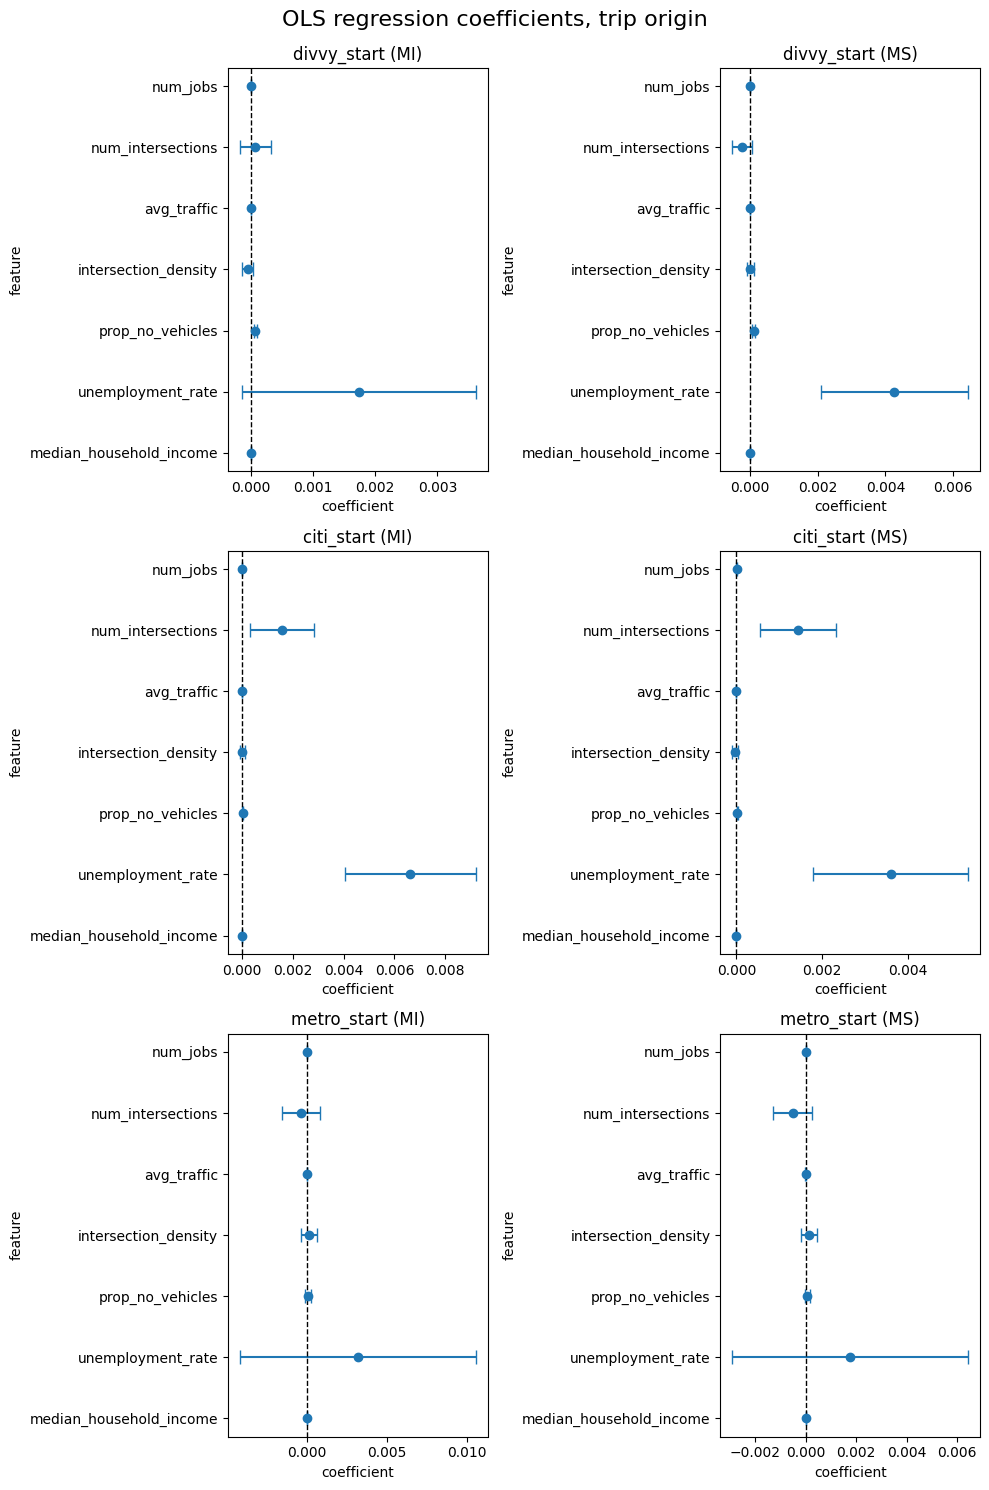 OLS regression coefficients, trip origin
divvy_start (MI)
feature
num_jobs
num_intersections
avg_traffic
intersection_density
prop_no_vehicles
unemployment_rate
median_household_income
0.000 0.001 0.002 0.003
coefficient
divvy_start (MS)
feature
num_jobs
num_intersections
avg_traffic
intersection_density
prop_no_vehicles
unemployment_rate
median_household_income
0.000 0.002 0.004 0.006
coefficient
citi_start (MI)
feature
num_jobs
num_intersections
avg_traffic
intersection_density
prop_no_vehicles
unemployment_rate
median_household_income
0.000 0.002 0.004 0.006 0.008
coefficient
citi_start (MS)
feature
num_jobs
num_intersections
avg_traffic
intersection_density
prop_no_vehicles
unemployment_rate
median_household_income
0.000 0.002 0.004
coefficient
metro_start (MI)
feature
num_jobs
num_intersections
avg_traffic
intersection_density
prop_no_vehicles
unemployment_rate
median_household_income
0.000 0.005 0.010
coefficient
metro_start (MS)
feature
num_jobs
num_intersections
avg_traffic
intersection_density
prop_no_vehicles
unemployment_rate
median_household_income
−0.002 0.000 0.002 0.004 0.006
coefficient